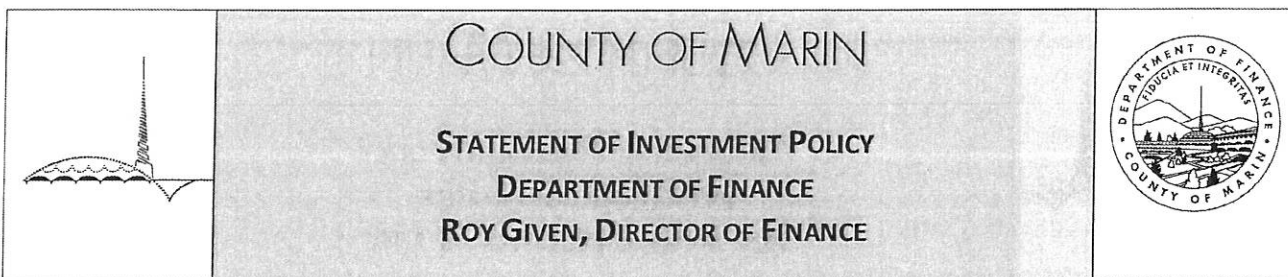 COUNTY OF MARIN
STATEMENT OF INVESTMENT POLICY
DEPARTMENT OF FINANCE
ROY GIVEN, DIRECTOR OF FINANCE
DEPARTMENT OF FINANCE
FIDUCIA ET INTEGRITAS
COUNTY OF MARIN